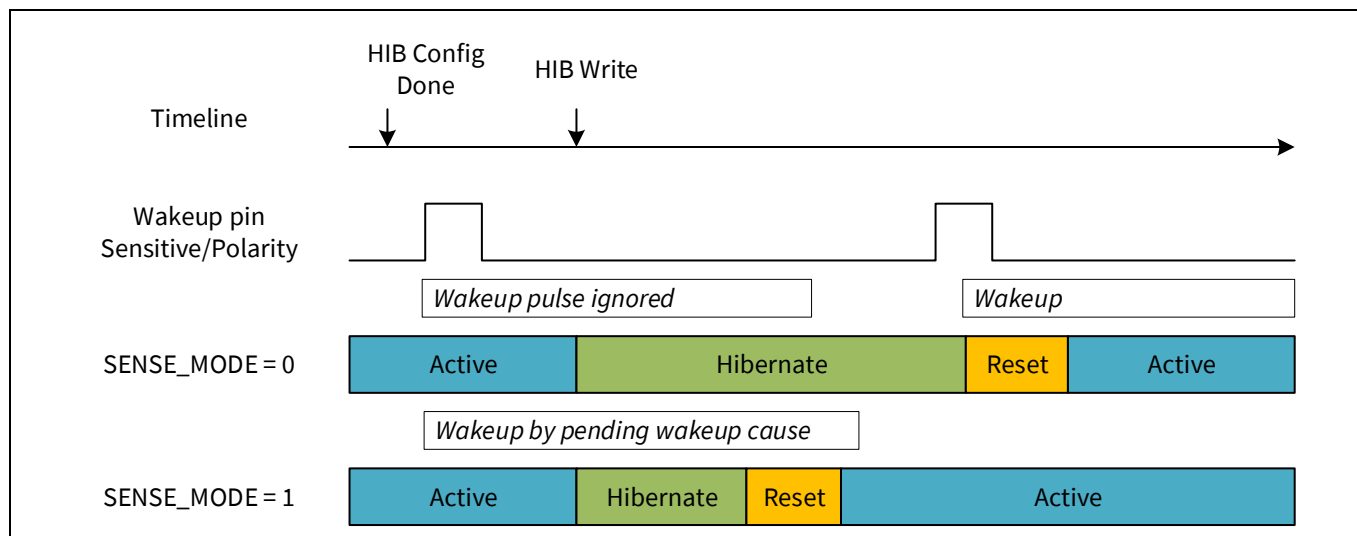 HIB Config
Done
HIB Write
Timeline
Wakeup pin
Sensitive/Polarity
Wakeup pulse ignored
Wakeup
SENSE_MODE = 0
Active
Hibernate
Reset
Active
Wakeup by pending wakeup cause
SENSE_MODE = 1
Active
Hibernate
Reset
Active